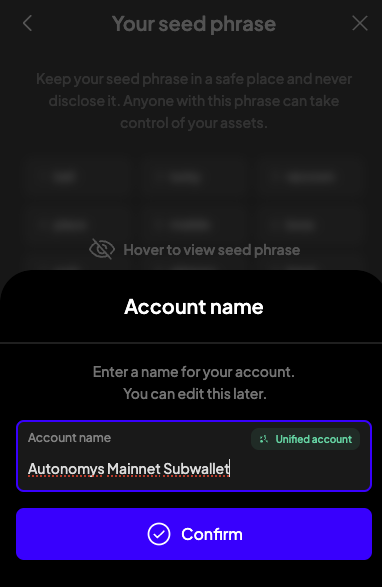 Your seed phrase
Keep your seed phrase in a safe place and never
disclose it. Anyone with this phrase can take
control of your assets.
Hover to view seed phrase
Account name
Enter a name for your account.
You can edit this later.
Account name
Unified account
Autonomys Mainnet Subwallet
Confirm